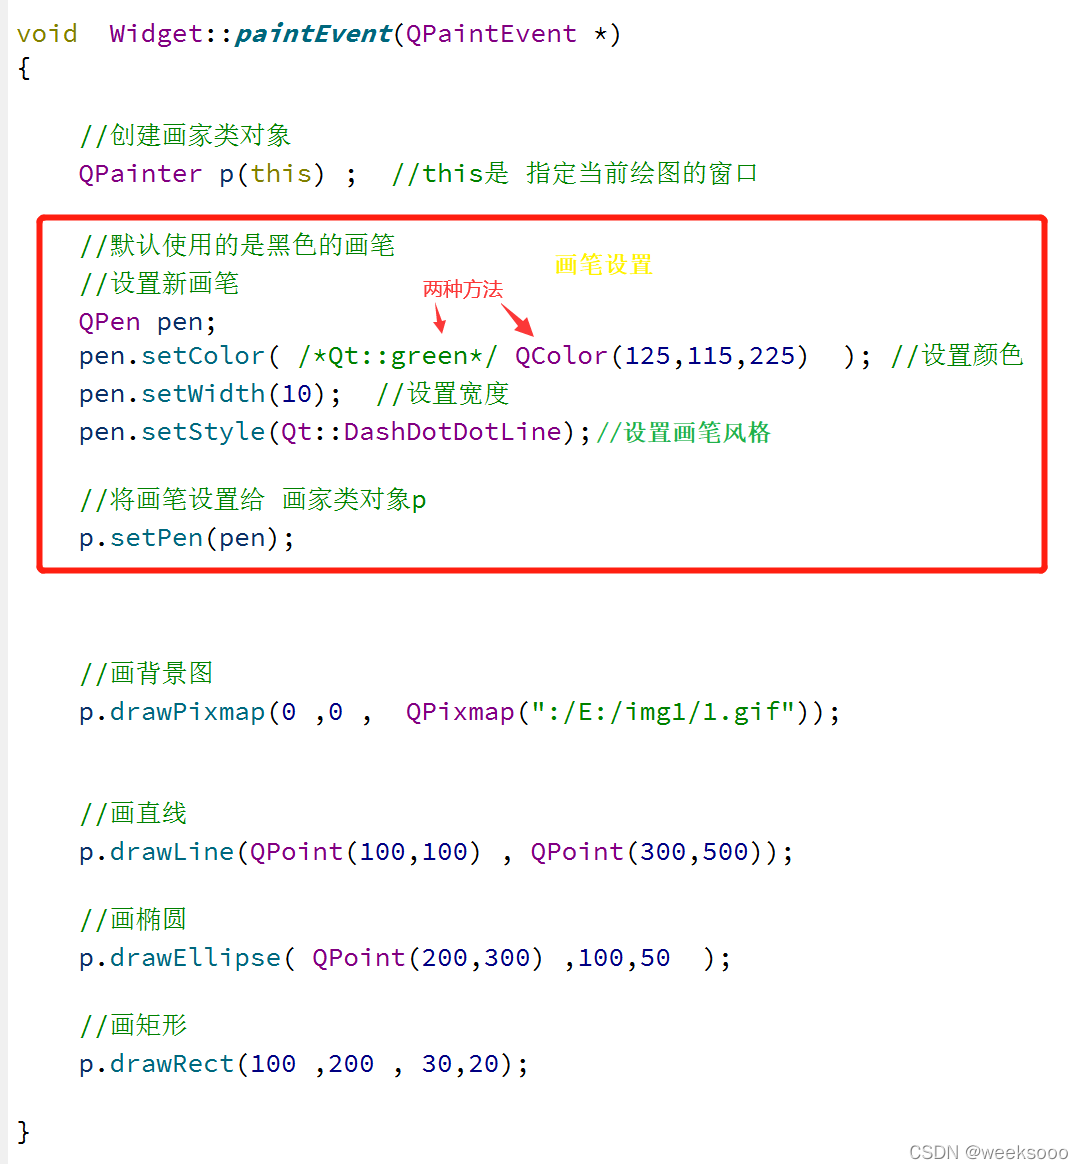 void  Widget::paintEvent(QPaintEvent *)
{
//创建画家类对象
QPainter p(this) ;  //this是 指定当前绘图的窗口
//默认使用的是黑色的画笔
画笔设置
//设置新画笔
两种方法
QPen pen;
pen.setColor( /*Qt::green*/ QColor(125,115,225)  ); //设置颜色
pen.setWidth(10);  //设置宽度
pen.setStyle(Qt::DashDotDotLine);//设置画笔风格
//将画笔设置给 画家类对象p
p.setPen(pen);
//画背景图
p.drawPixmap(0 ,0 ,  QPixmap(":/E:/img1/1.gif"));
//画直线
p.drawLine(QPoint(100,100) , QPoint(300,500));
//画椭圆
p.drawEllipse( QPoint(200,300) ,100,50  );
//画矩形
p.drawRect(100 ,200 , 30,20);
}
CSDN @weeksooo